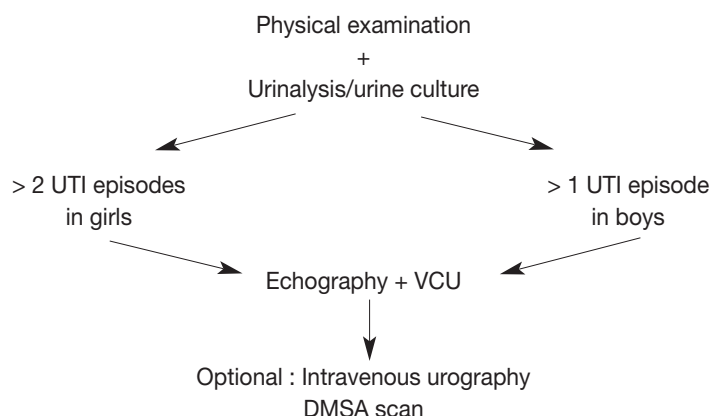 Physical examination
+
Urinalysis/urine culture
> 2 UTI episodes
in girls
> 1 UTI episode
in boys
Echography + VCU
Optional : Intravenous urography
DMSA scan